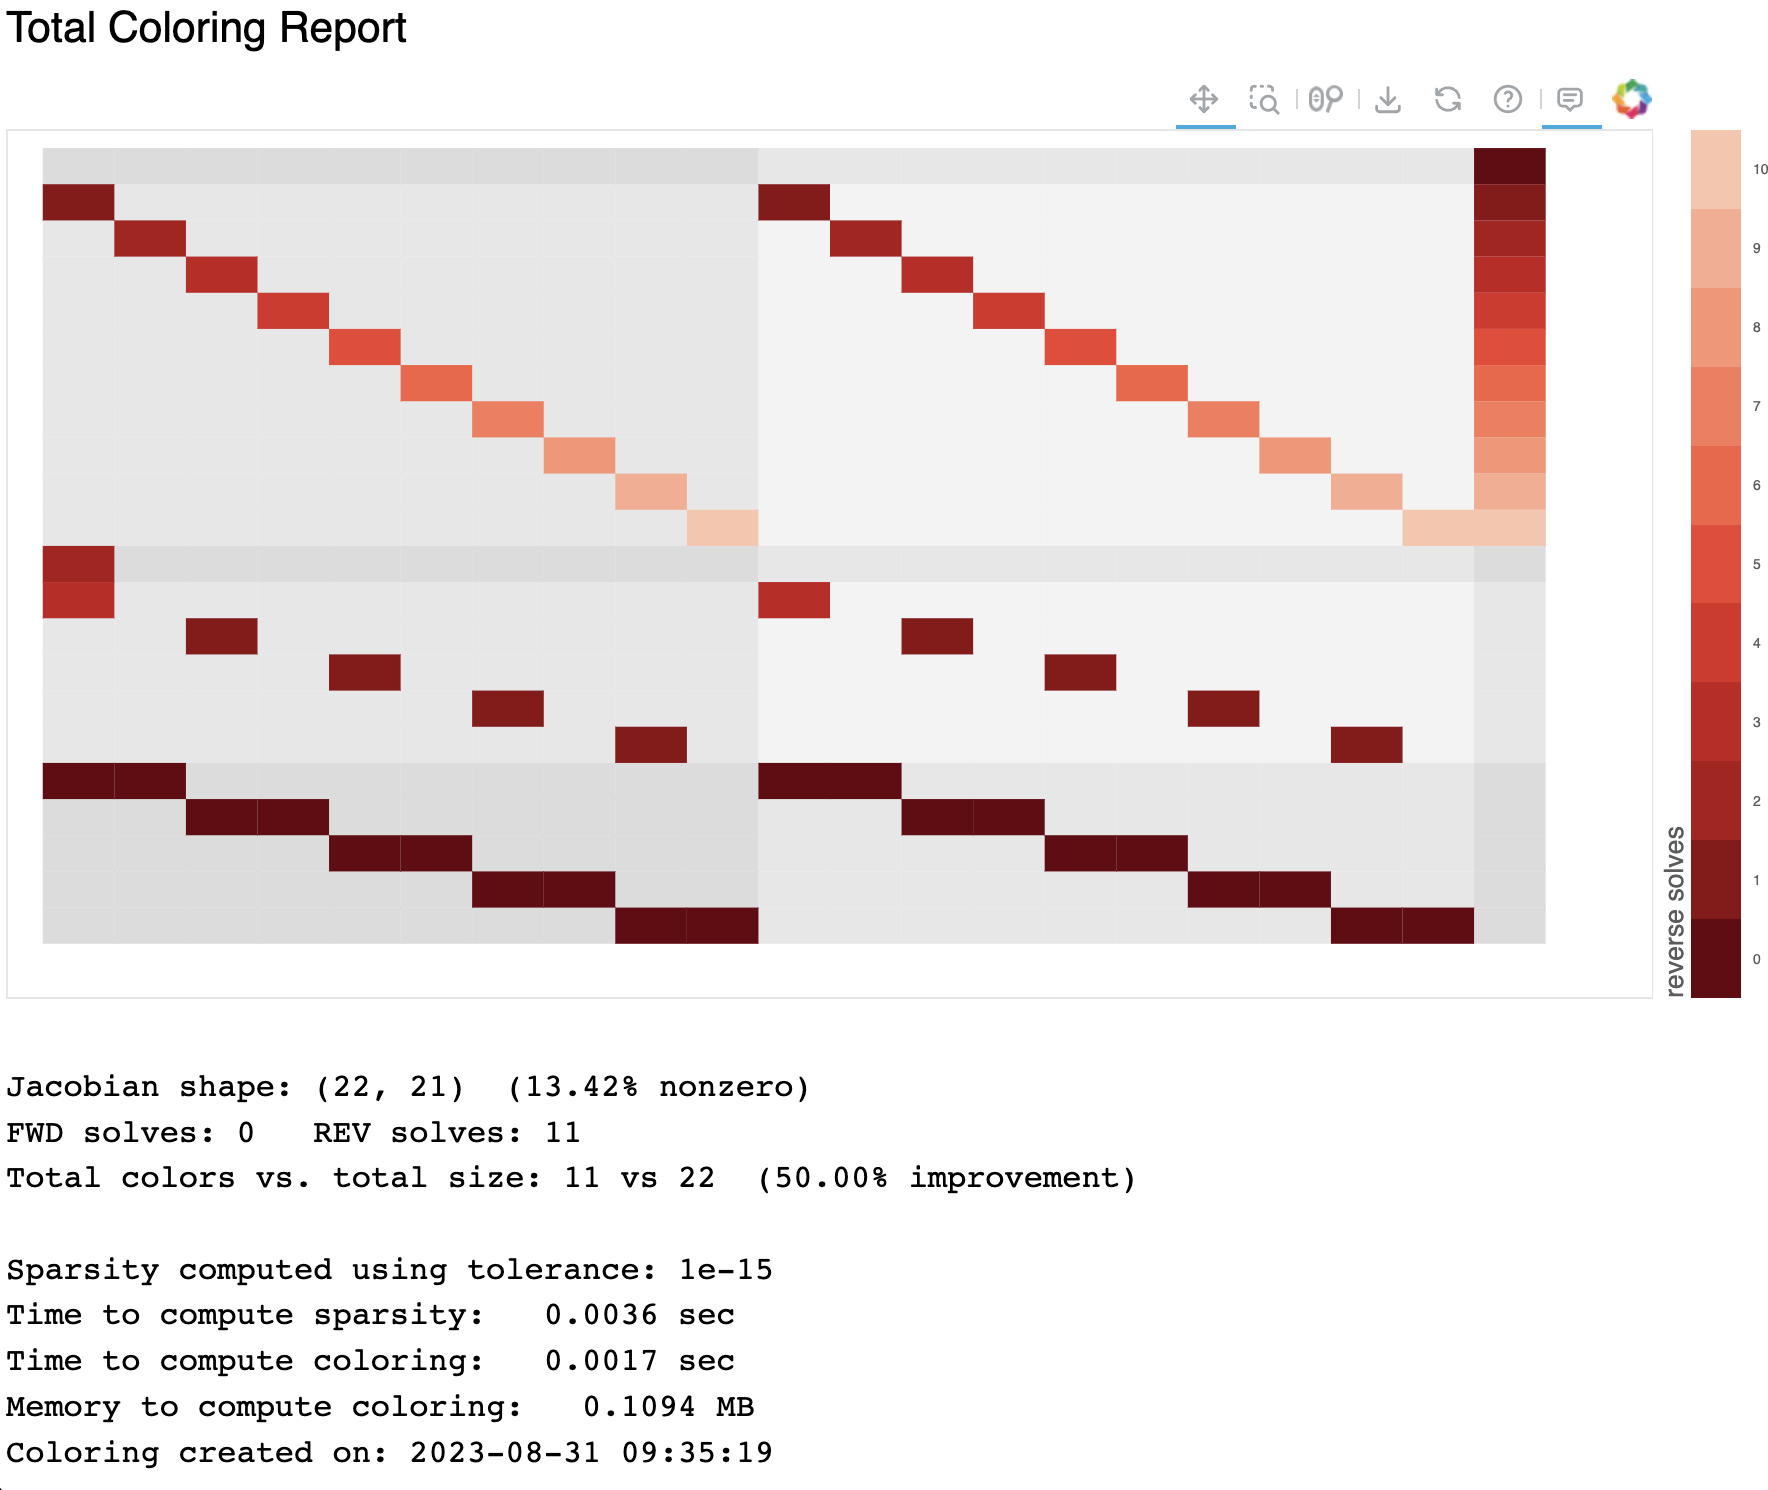 Total Coloring Report
10
9
8
7
6
5
4
3
2
1
0
reverse solves
Jacobian shape: (22, 21)  (13.42% nonzero)
FWD solves: 0   REV solves: 11
Total colors vs. total size: 11 vs 22  (50.00% improvement)
Sparsity computed using tolerance: 1e-15
Time to compute sparsity:   0.0036 sec
Time to compute coloring:   0.0017 sec
Memory to compute coloring:   0.1094 MB
Coloring created on: 2023-08-31 09:35:19